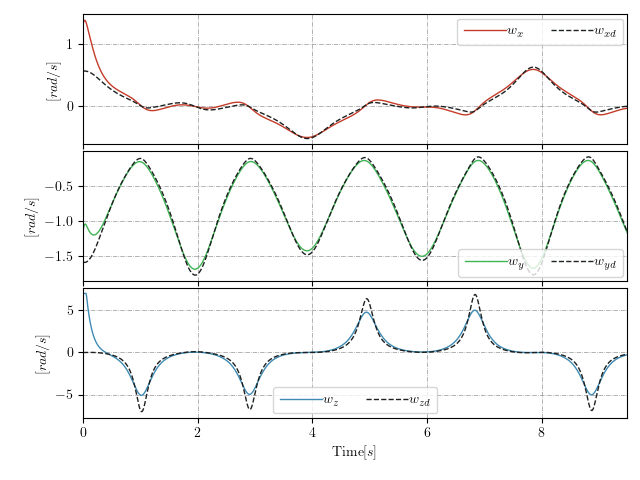 1
0
[rad/s]
w_x w_xd
−0.5
−1.0
−1.5
[rad/s]
w_y w_yd
5
0
−5
[rad/s]
w_z w_zd
0 2 4 6 8
Time[s]